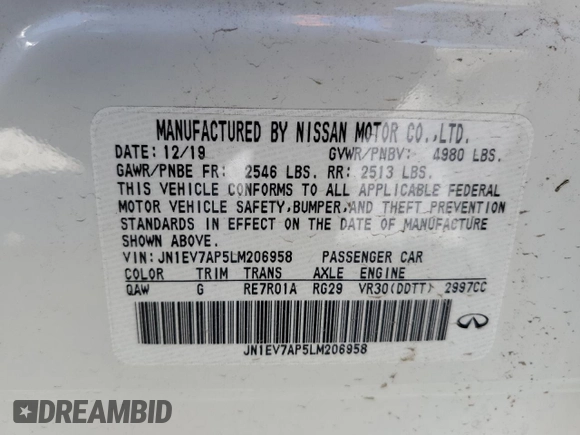 MANUFACTURED BY NISSAN MOTOR CO.,LTD.
DATE: 12/19 GVWR/PNBV: 4980 LBS.
GAWR/PNBE FR: 2546 LBS. RR: 2513 LBS.
THIS VEHICLE CONFORMS TO ALL APPLICABLE FEDERAL
MOTOR VEHICLE SAFETY,BUMPER,AND THEFT PREVENTION
STANDARDS IN EFFECT ON THE DATE OF MANUFACTURE
SHOWN ABOVE.
VIN: JN1EV7AP5LM206958 PASSENGER CAR
COLOR TRIM TRANS AXLE ENGINE
QAW G RE7R01A RG29 VR30(DDTT) 2997CC
JN1EV7AP5LM206958
DREAMBID